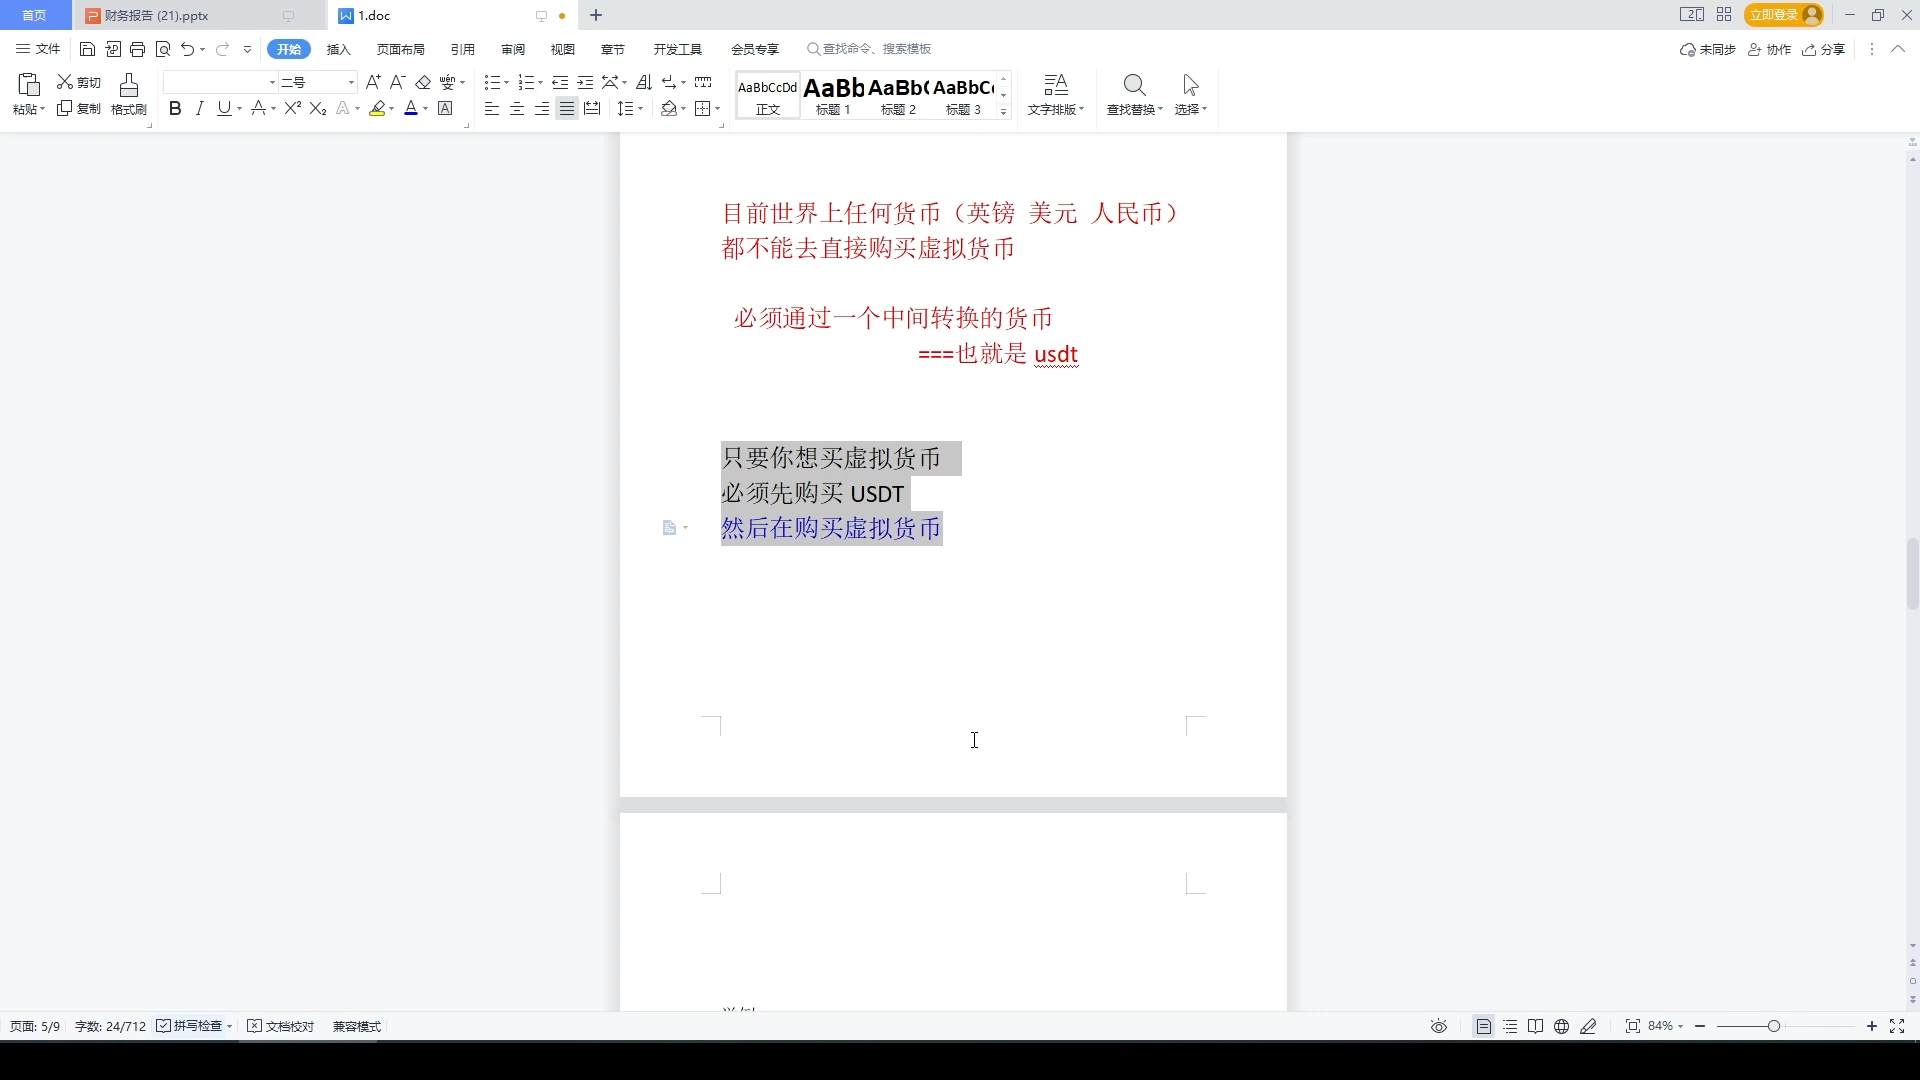 首页
财务报告 (21).pptx
1.doc
立即登录
文件
开始
插入
页面布局
引用
审阅
视图
章节
开发工具
会员专享
查找命令、搜索模板
未同步
协作
分享
粘贴
剪切
复制
格式刷
二号
AaBbCcDd
正文
AaBb
标题 1
AaBb(
标题 2
AaBbC
标题 3
文字排版
查找替换
选择
目前世界上任何货币（英镑 美元 人民币）
都不能去直接购买虚拟货币
必须通过一个中间转换的货币
===也就是 usdt
只要你想买虚拟货币
必须先购买 USDT
然后在购买虚拟货币
页面: 5/9
字数: 24/712
拼写检查
文档校对
兼容模式
84%